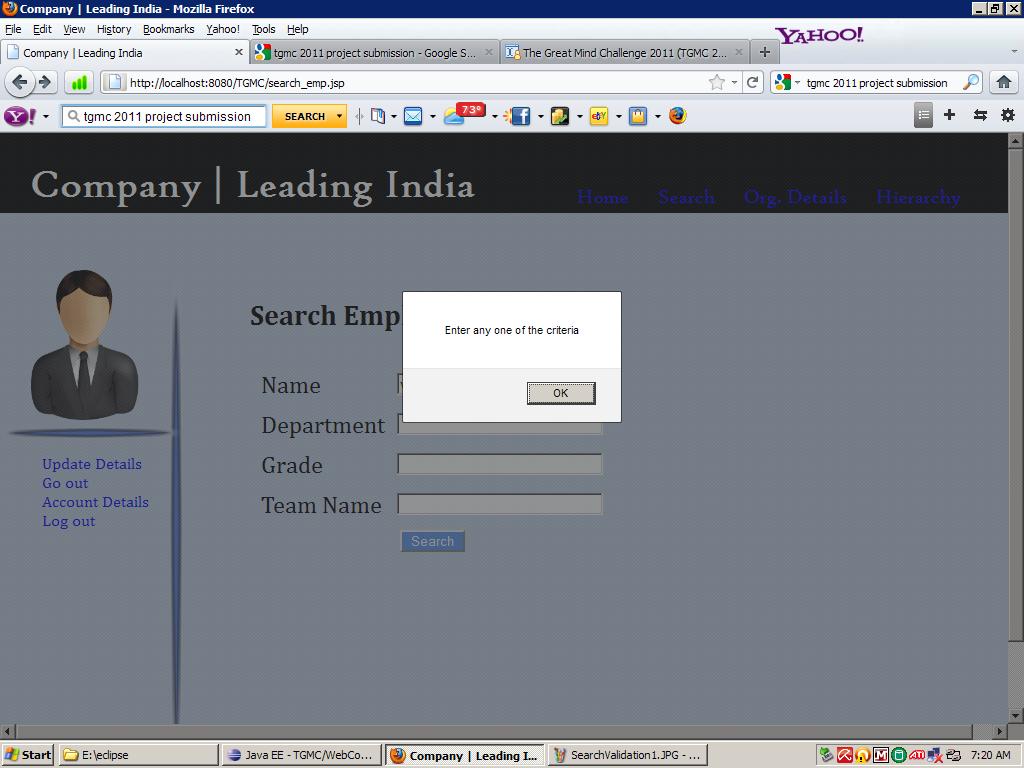 Company | Leading India - Mozilla Firefox
File Edit View History Bookmarks Yahoo! Tools Help
YAHOO!
Company | Leading India
tgmc 2011 project submission - Google S...
The Great Mind Challenge 2011 (TGMC 2...
http://localhost:8080/TGMC/search_emp.jsp
tgmc 2011 project submission
Y! tgmc 2011 project submission SEARCH 73°
Company | Leading India
Home Search Org. Details Hierarchy
Search Emp
Enter any one of the criteria
OK
Name
Department
Grade
Team Name
Search
Update Details
Go out
Account Details
Log out
Start E:\eclipse Java EE - TGMC/WebCo... Company | Leading I... SearchValidation1.JPG - ... 7:20 AM